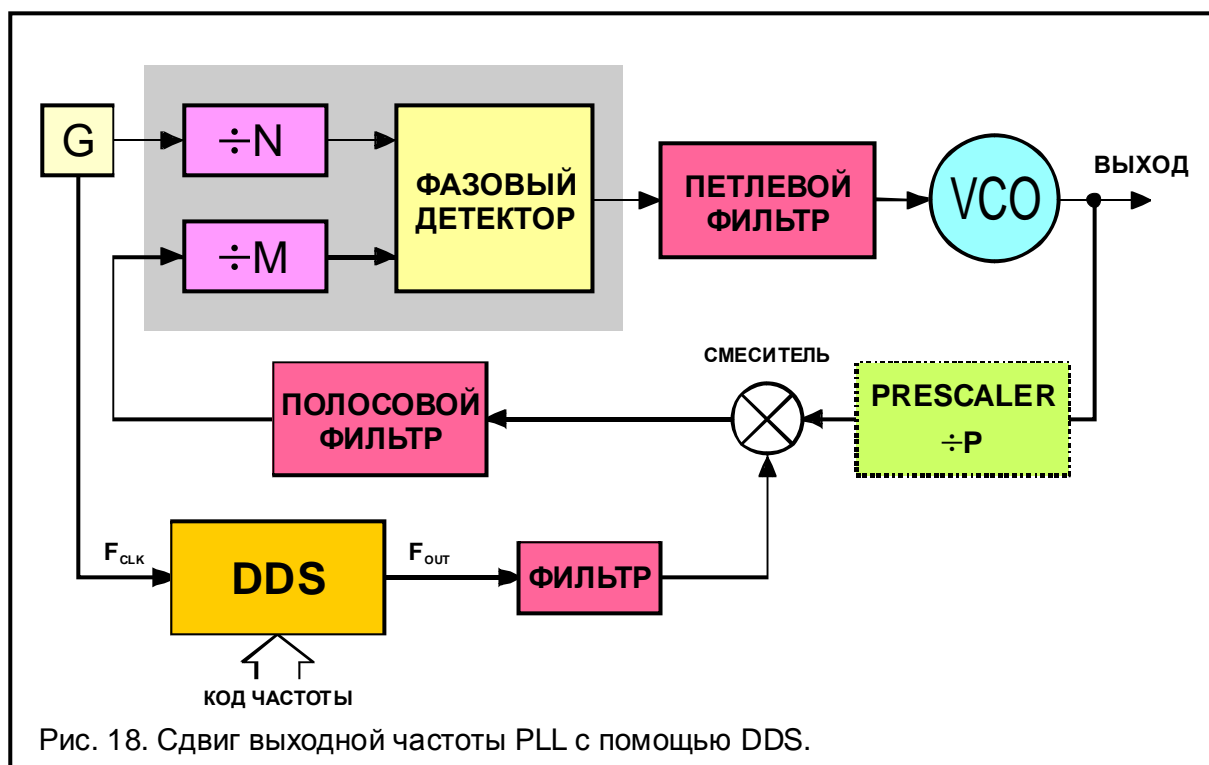 G
÷N
÷M
ФАЗОВЫЙ
ДЕТЕКТОР
ПЕТЛЕВОЙ
ФИЛЬТР
VCO
ВЫХОД
СМЕСИТЕЛЬ
ПОЛОСОВОЙ
ФИЛЬТР
PRESCALER
÷P
FCLK
DDS
FOUT
ФИЛЬТР
КОД ЧАСТОТЫ
Рис. 18. Сдвиг выходной частоты PLL с помощью DDS.